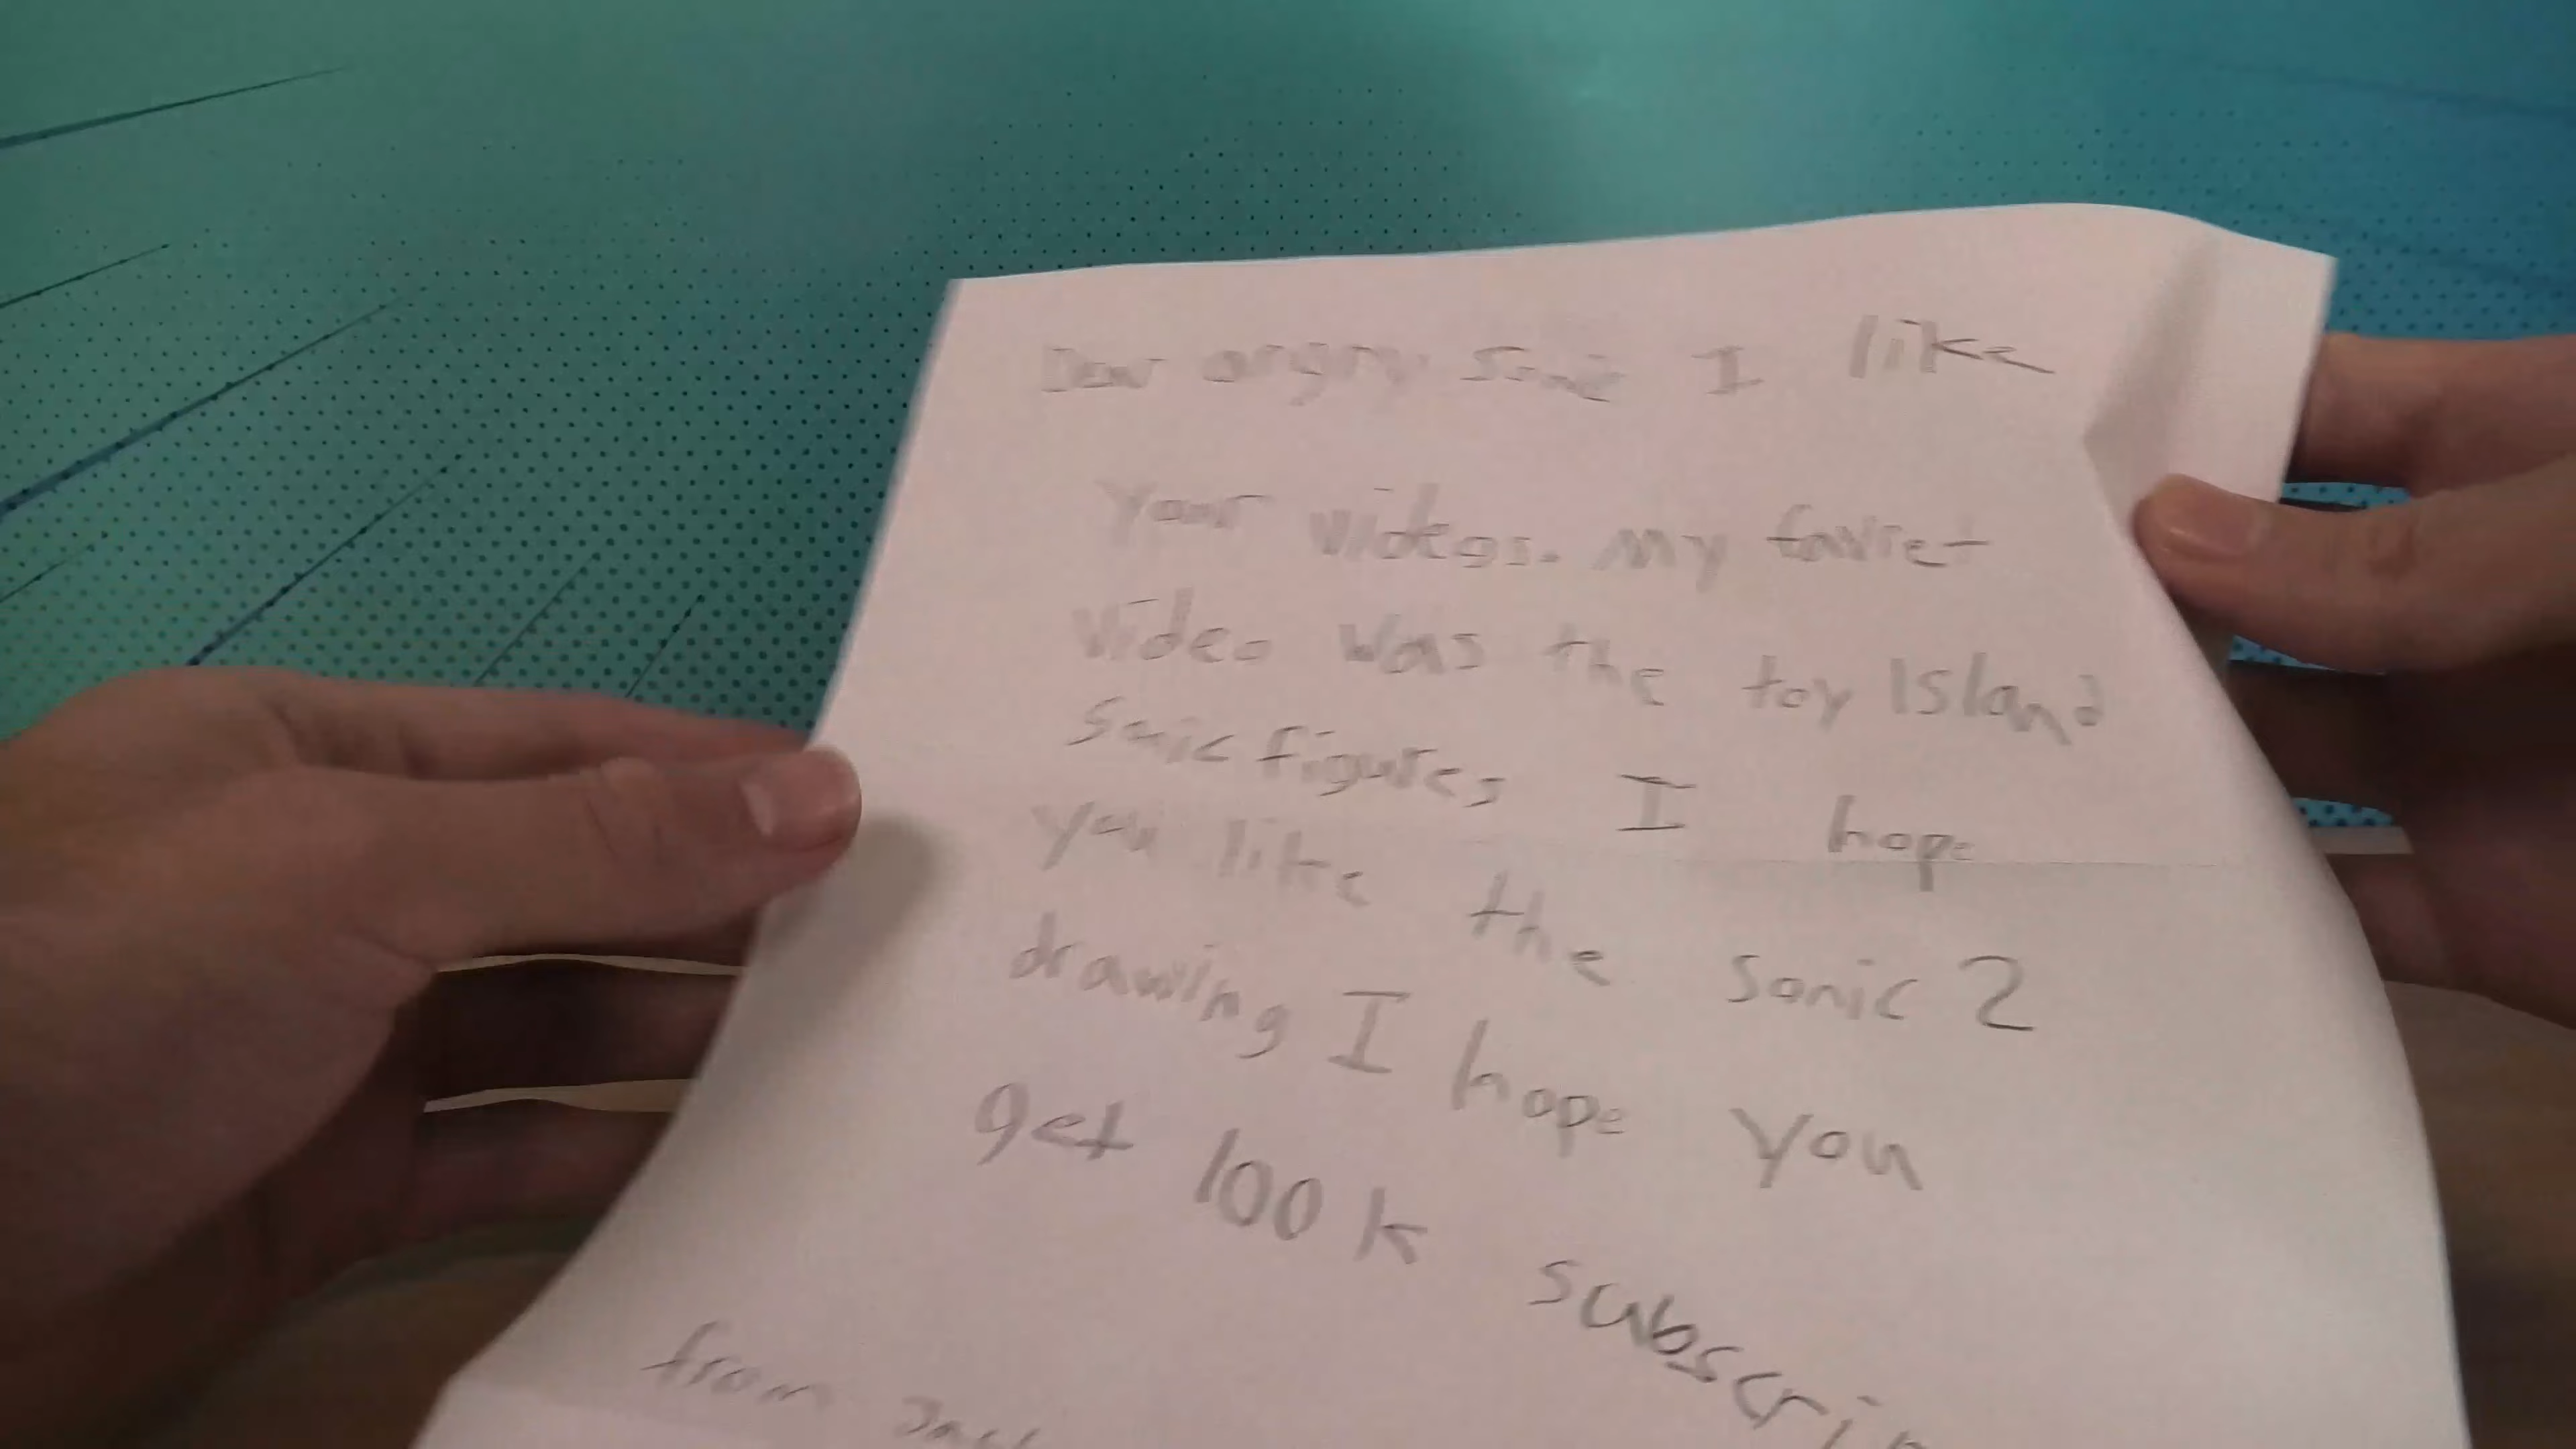 Dear angry Sonic I like
your videos. My faviet
video was the toy Island
Sonic figures I hope
you like the sonic 2
drawing I hope you
get 100 k subscri
from